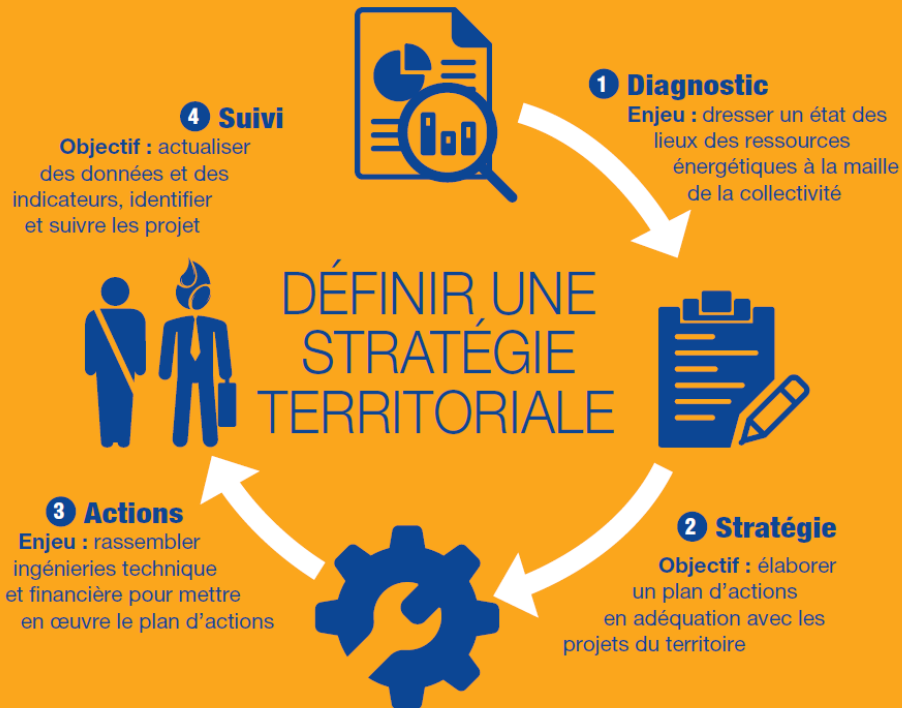 DÉFINIR UNE
STRATÉGIE
TERRITORIALE
1 Diagnostic
Enjeu : dresser un état des
lieux des ressources
énergétiques à la maille
de la collectivité
2 Stratégie
Objectif : élaborer
un plan d'actions
en adéquation avec les
projets du territoire
3 Actions
Enjeu : rassembler
ingénieries technique
et financière pour mettre
en œuvre le plan d'actions
4 Suivi
Objectif : actualiser
des données et des
indicateurs, identifier
et suivre les projet